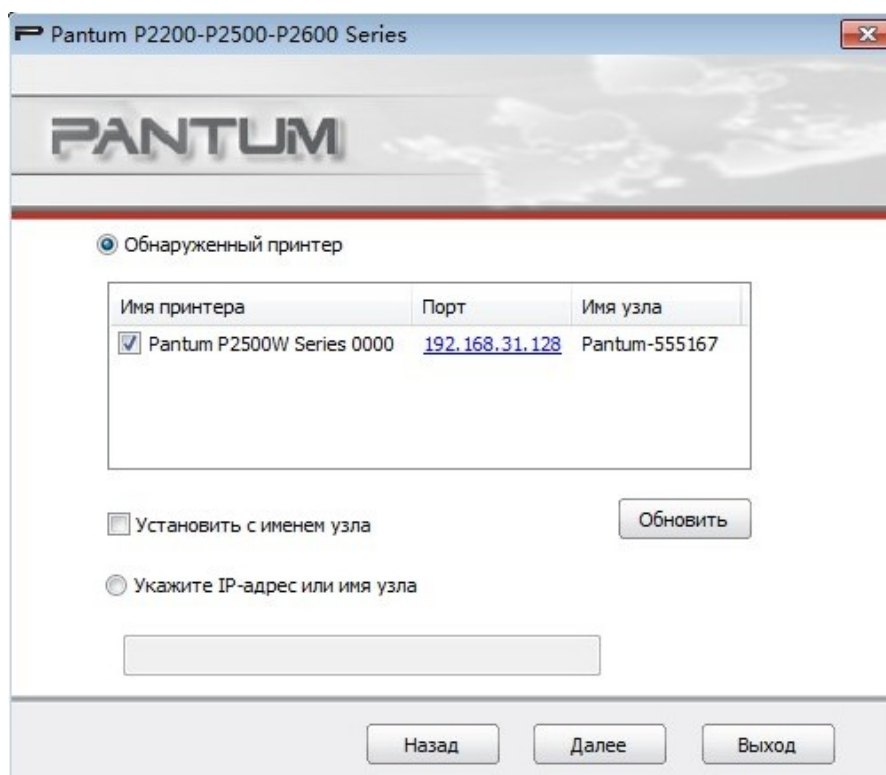 Pantum P2200-P2500-P2600 Series
PANTUM
Обнаруженный принтер
Имя принтера Порт Имя узла
Pantum P2500W Series 0000 192.168.31.128 Pantum-555167
Установить с именем узла
Обновить
Укажите IP-адрес или имя узла
Назад Далее Выход